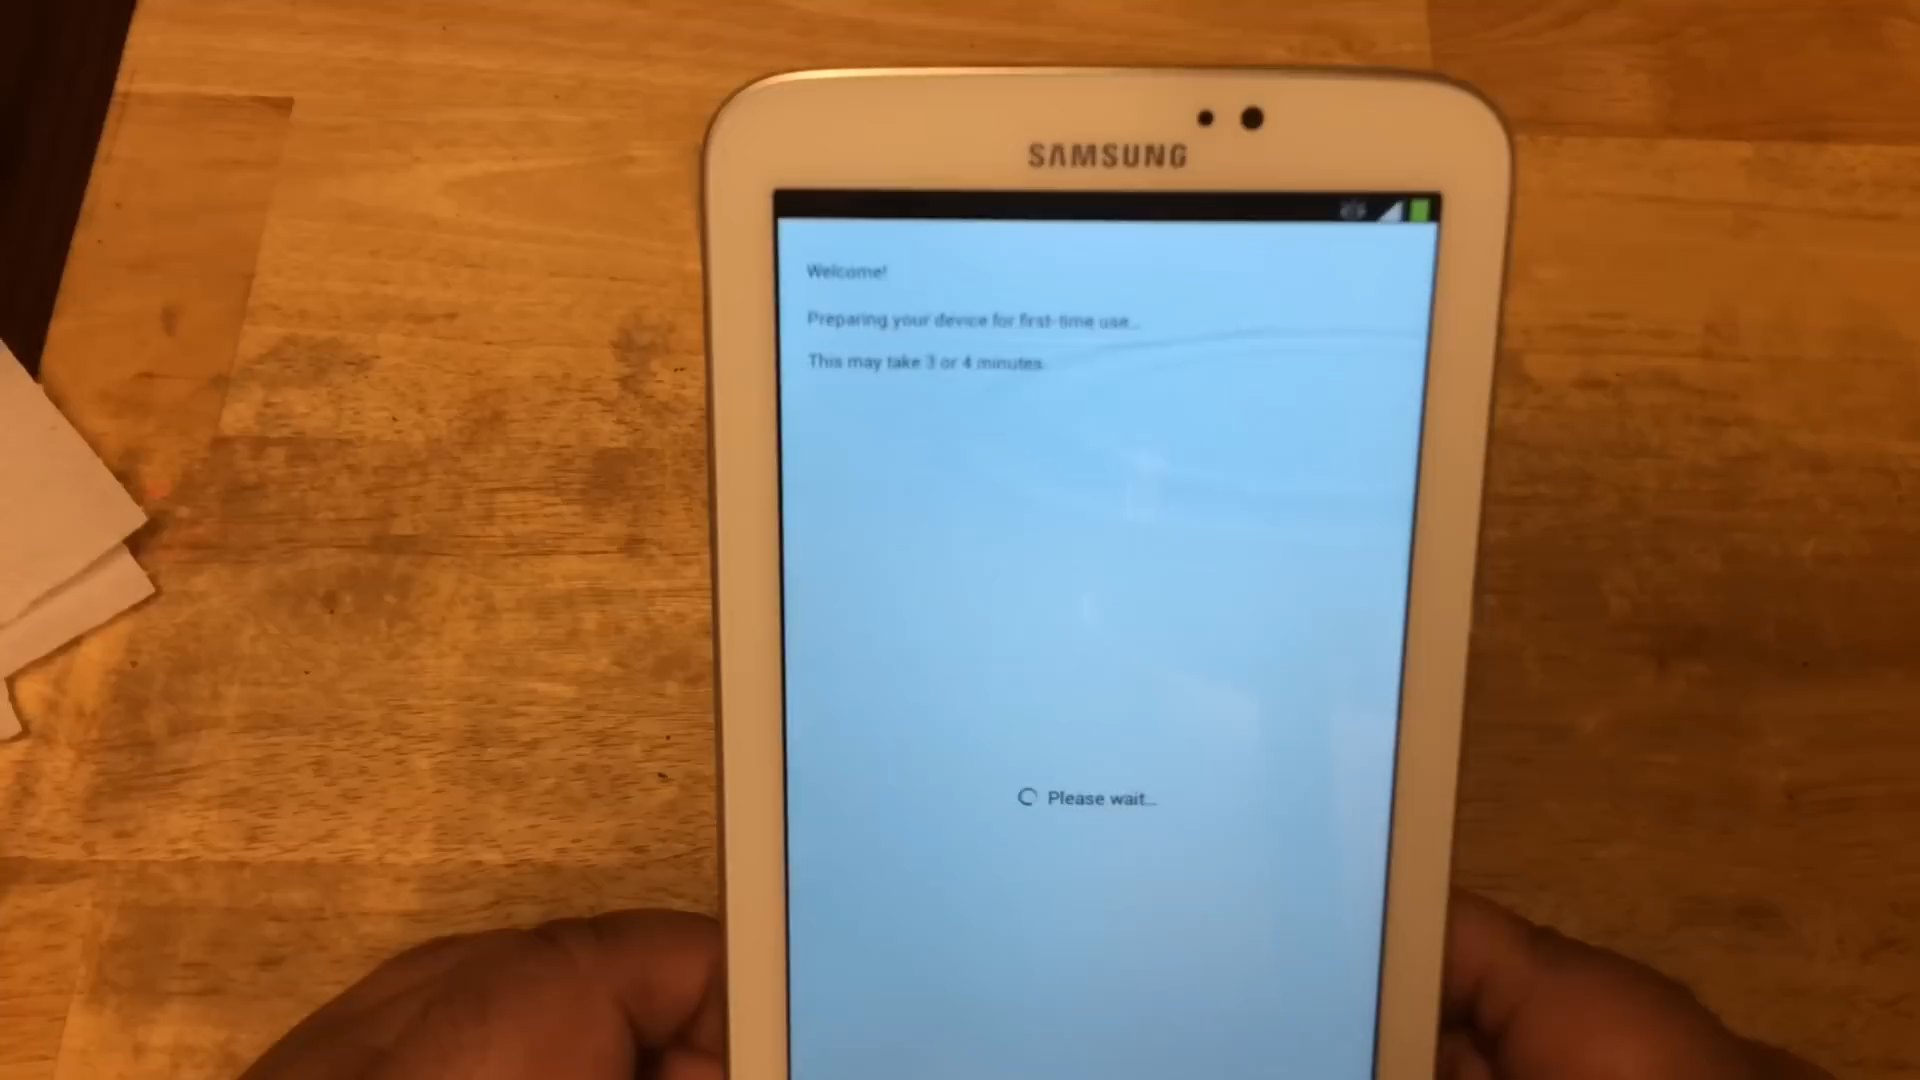 SAMSUNG
Welcome!
Preparing your device for first-time use...
This may take 3 or 4 minutes.
Please wait...